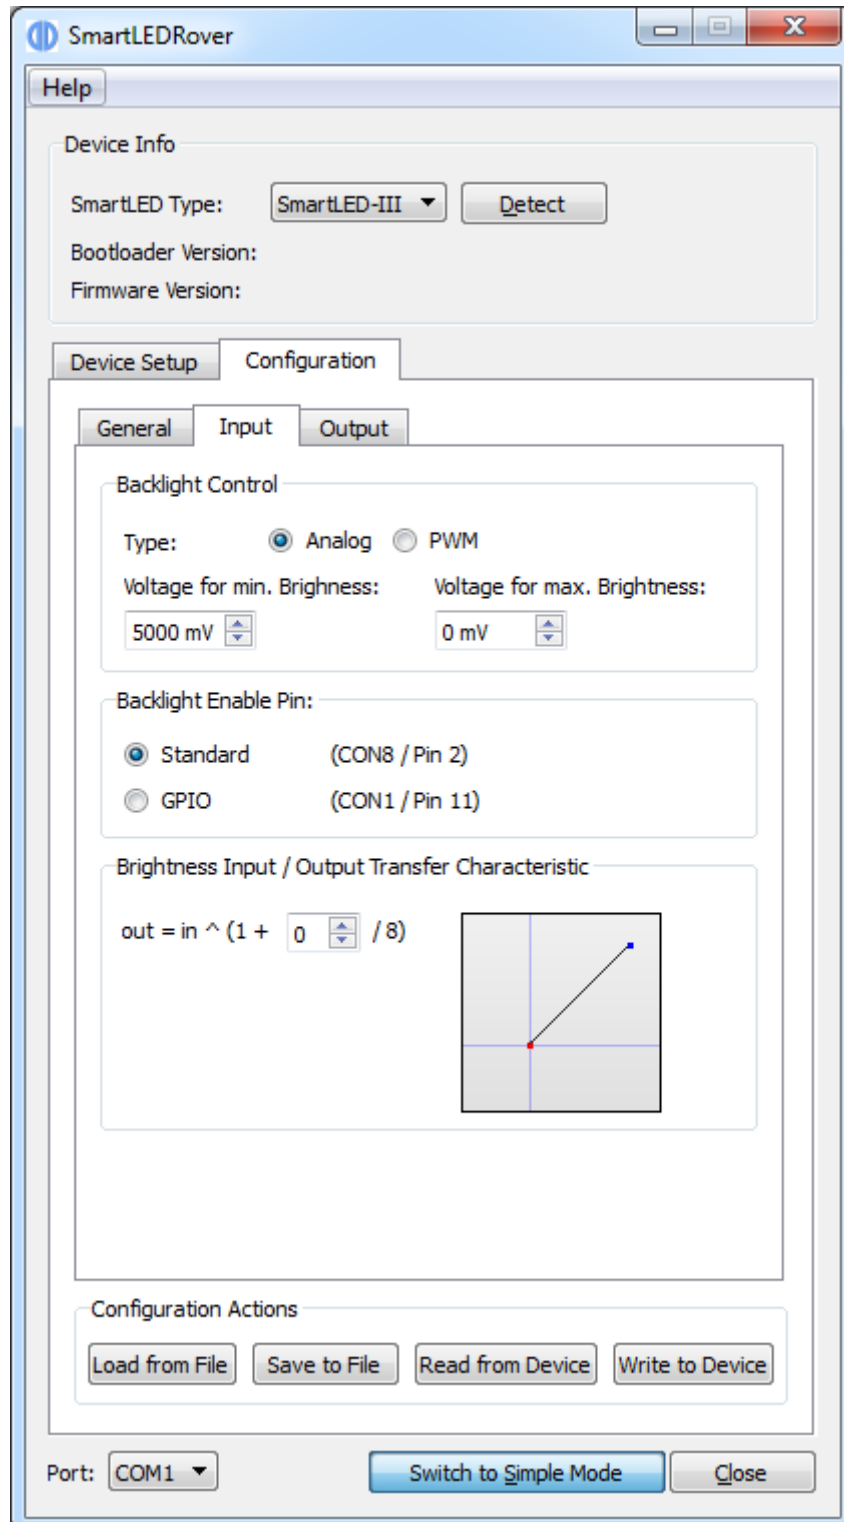 SmartLEDRover
Help
Device Info
SmartLED Type: SmartLED-III Detect
Bootloader Version:
Firmware Version:
Device Setup Configuration
General Input Output
Backlight Control
Type: Analog PWM
Voltage for min. Brighness: Voltage for max. Brightness:
5000 mV 0 mV
Backlight Enable Pin:
Standard (CON8 / Pin 2)
GPIO (CON1 / Pin 11)
Brightness Input / Output Transfer Characteristic
out = in ^ (1 + 0 / 8)
Configuration Actions
Load from File Save to File Read from Device Write to Device
Port: COM1 Switch to Simple Mode Close